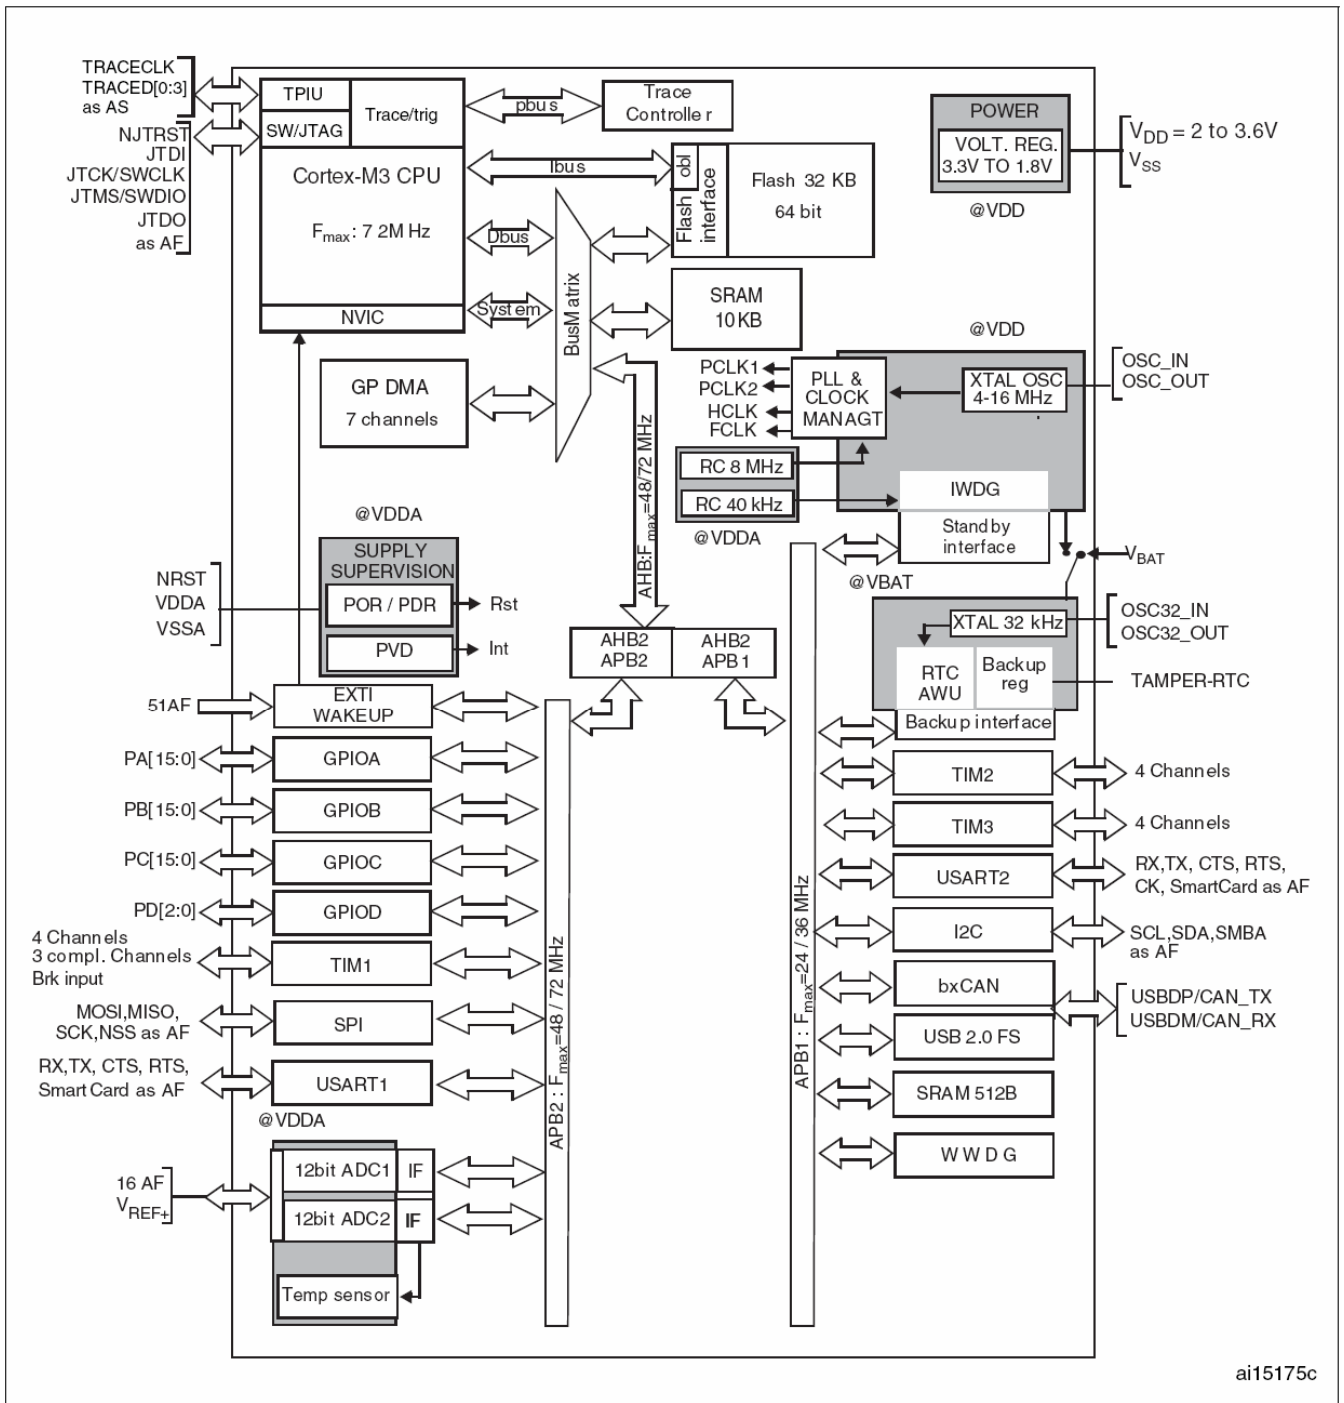 TRACECLK
TRACED[0:3]
as AS
NJTRST
JTDI
JTCK/SWCLK
JTMS/SWDIO
JTDO
as AF
TPIU
SW/JTAG
Trace/trig
Cortex-M3 CPU
Fmax: 7 2M Hz
NVIC
pbus
Trace
Controller
Ibus
Dbus
System
BusMatrix
Flash obl
interface
Flash 32 KB
64 bit
SRAM
10KB
GP DMA
7 channels
AHB:Fmax=48/72 MHz
POWER
VOLT. REG.
3.3V TO 1.8V
@VDD
VDD = 2 to 3.6V
VSS
@VDD
PCLK1
PCLK2
HCLK
FCLK
PLL &
CLOCK
MANAGT
XTAL OSC
4-16 MHz
OSC_IN
OSC_OUT
RC 8 MHz
RC 40 kHz
@VDDA
IWDG
Standby
interface
@VBAT
VBAT
XTAL 32 kHz
OSC32_IN
OSC32_OUT
RTC
AWU
Backup
reg
TAMPER-RTC
Backup interface
@VDDA
SUPPLY
SUPERVISION
POR / PDR
PVD
Rst
Int
NRST
VDDA
VSSA
AHB2
APB2
AHB2
APB1
51AF
EXTI
WAKEUP
PA[15:0]
GPIOA
PB[15:0]
GPIOB
PC[15:0]
GPIOC
PD[2:0]
GPIOD
4 Channels
3 compl. Channels
Brk input
TIM1
MOSI,MISO,
SCK,NSS as AF
SPI
RX,TX, CTS, RTS,
SmartCard as AF
USART1
@VDDA
16 AF
VREF+
12bit ADC1
IF
12bit ADC2
IF
Temp sensor
APB2 : Fmax=48 / 72 MHz
APB1 : Fmax=24 / 36 MHz
TIM2
4 Channels
TIM3
4 Channels
USART2
RX,TX, CTS, RTS,
CK, SmartCard as AF
I2C
SCL,SDA,SMBA
as AF
bxCAN
USBDP/CAN_TX
USBDM/CAN_RX
USB 2.0 FS
SRAM 512B
W W D G
ai15175c